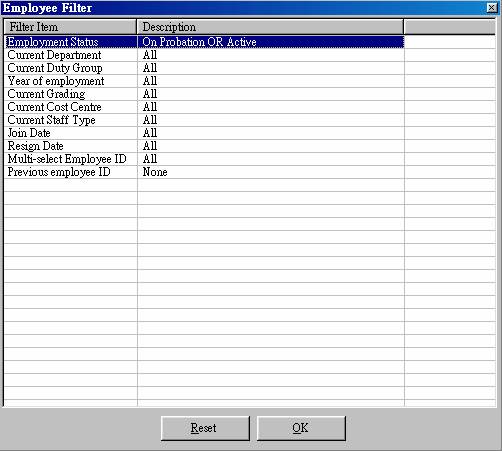 Employee Filter
Filter Item Description
Employment Status On Probation OR Active
Current Department All
Current Duty Group All
Year of employment All
Current Grading All
Current Cost Centre All
Current Staff Type All
Join Date All
Resign Date All
Multi-select Employee ID All
Previous employee ID None
Reset OK